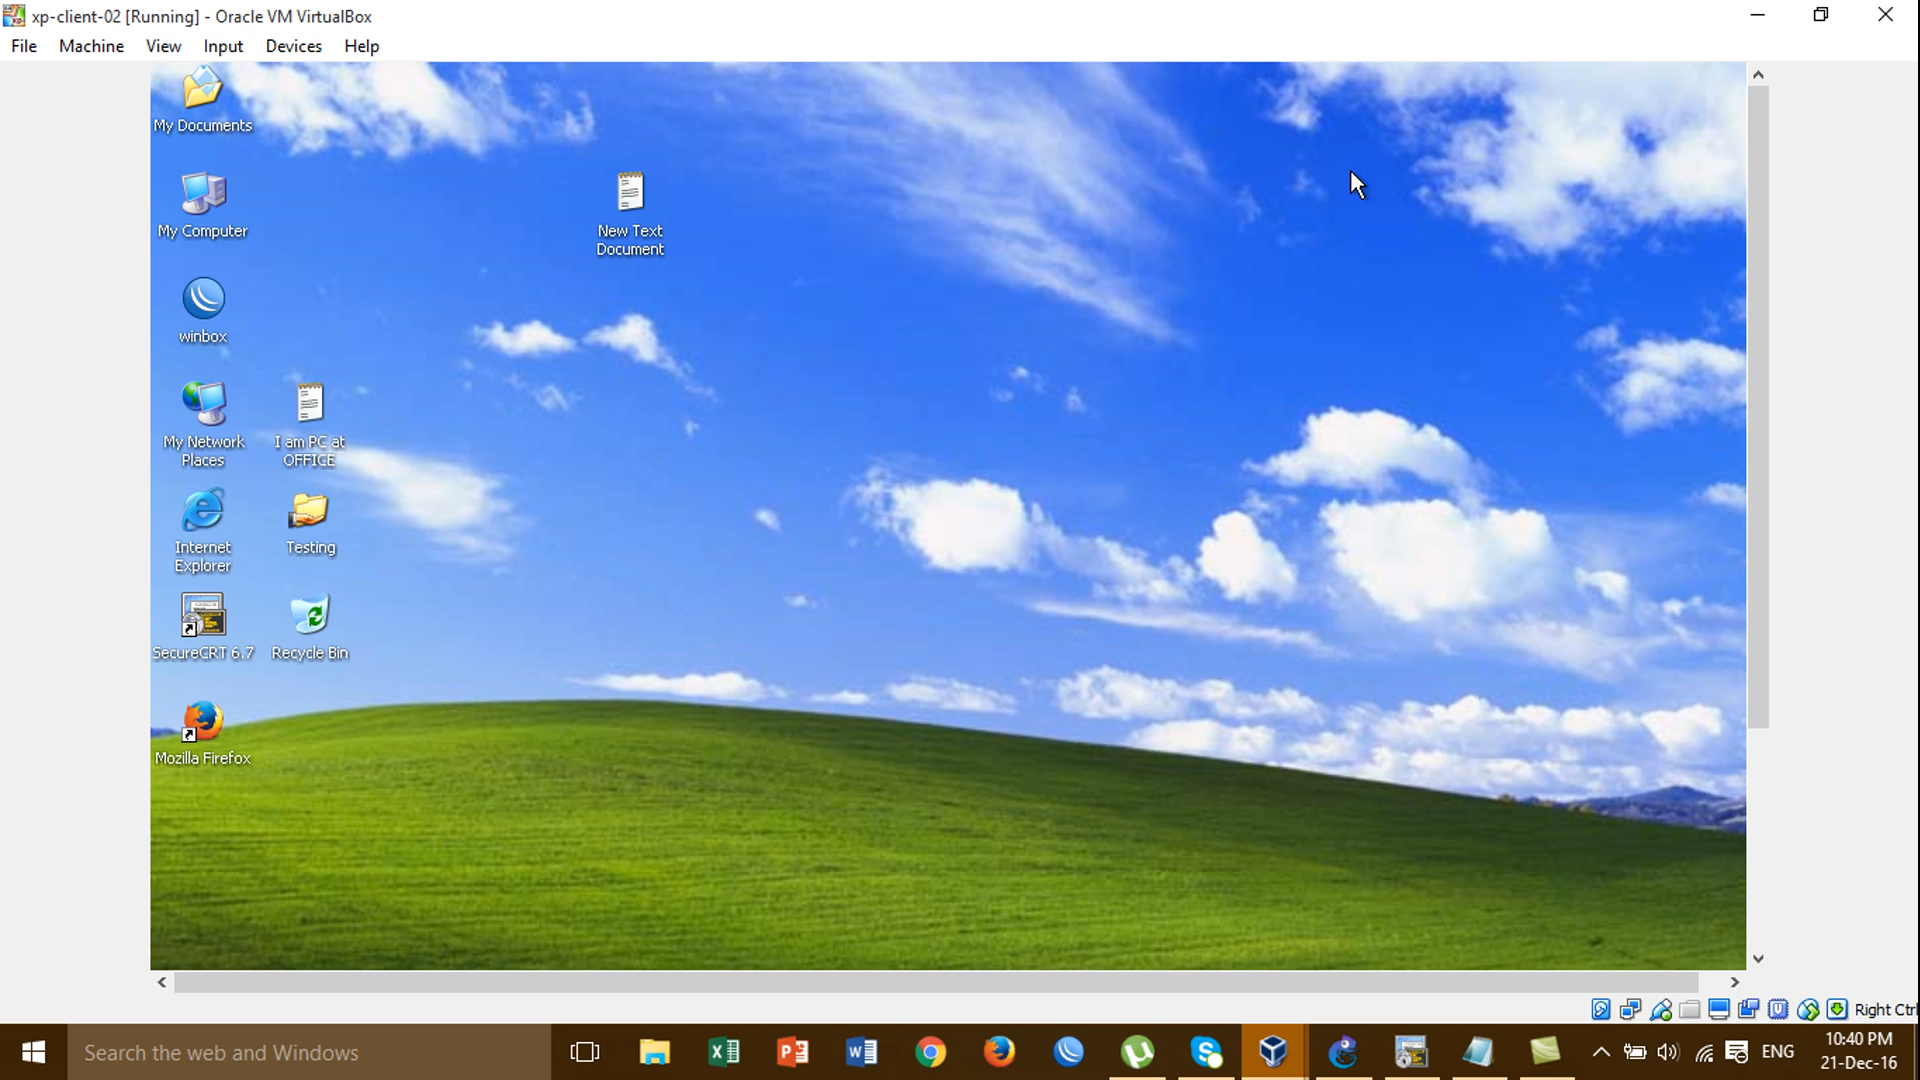 xp-client-02 [Running] - Oracle VM VirtualBox
File Machine View Input Devices Help
My Documents
My Computer
New Text
Document
winbox
My Network
Places
I am PC at
OFFICE
Internet
Explorer
Testing
SecureCRT 6.7
Recycle Bin
Mozilla Firefox
Right Ctrl
Search the web and Windows
ENG
10:40 PM
21-Dec-16